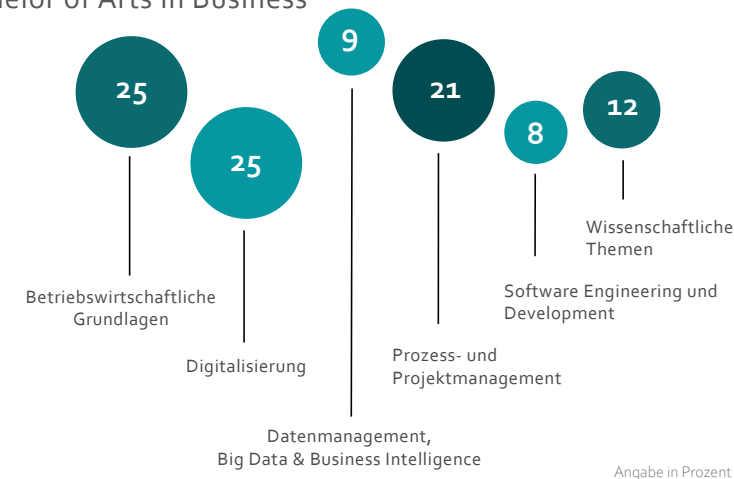 elor of Arts in Business
25
25
9
21
8
12
Betriebswirtschaftliche
Grundlagen
Digitalisierung
Datenmanagement,
Big Data & Business Intelligence
Prozess- und
Projektmanagement
Software Engineering und
Development
Wissenschaftliche
Themen
Angabe in Prozent